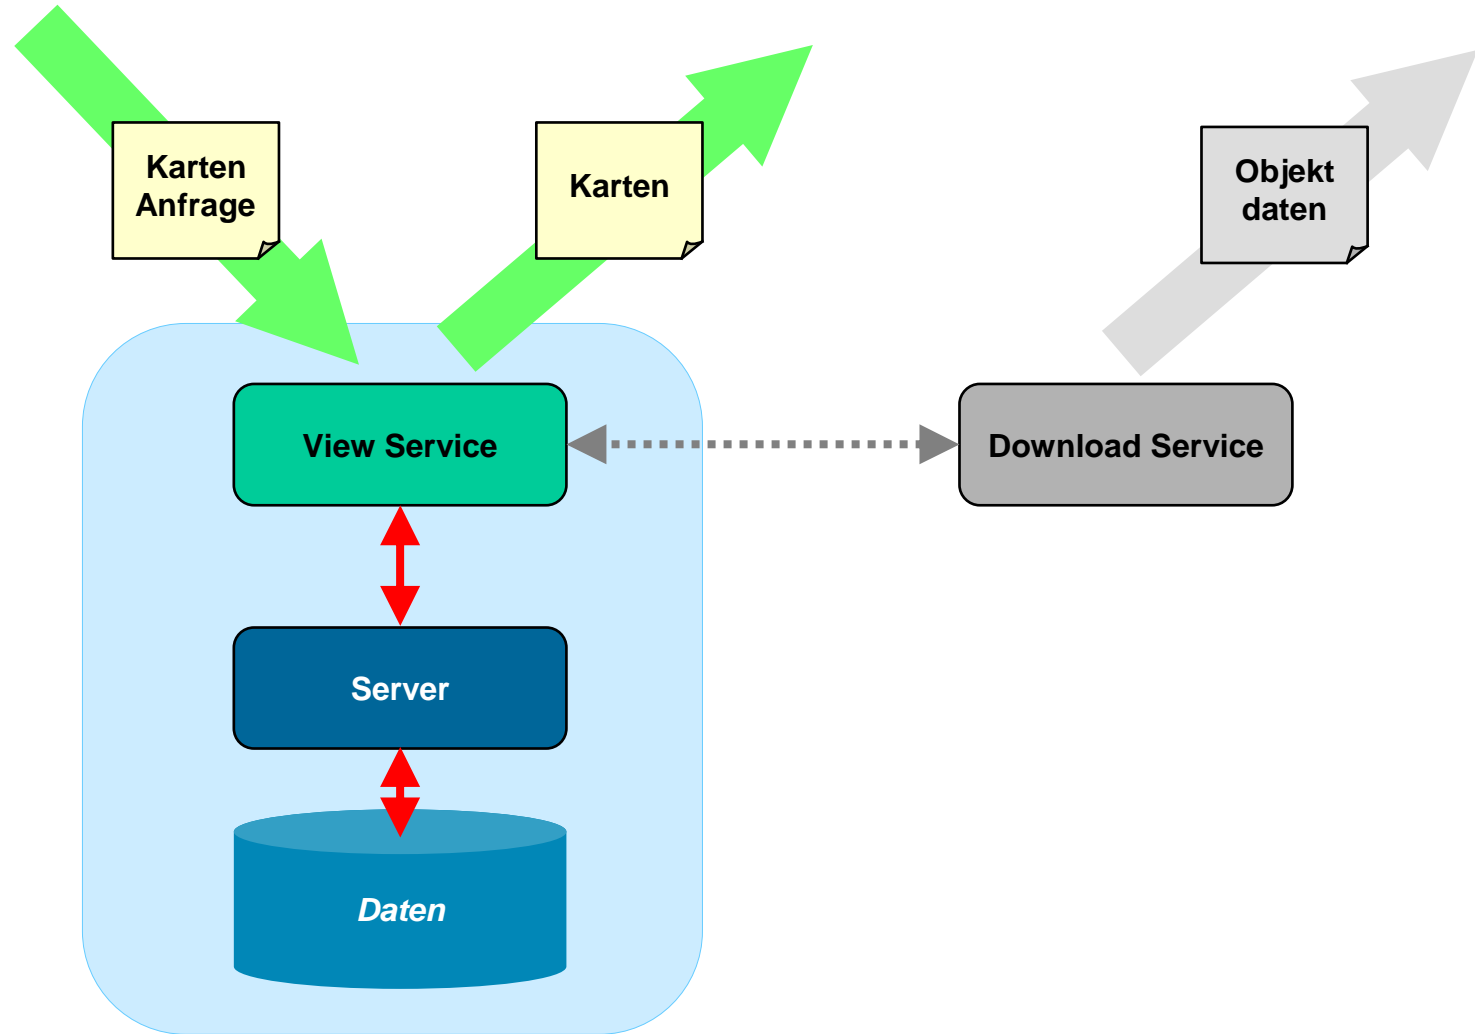 Karten
Anfrage
Karten
Objekt
daten
View Service
Download Service
Server
Daten